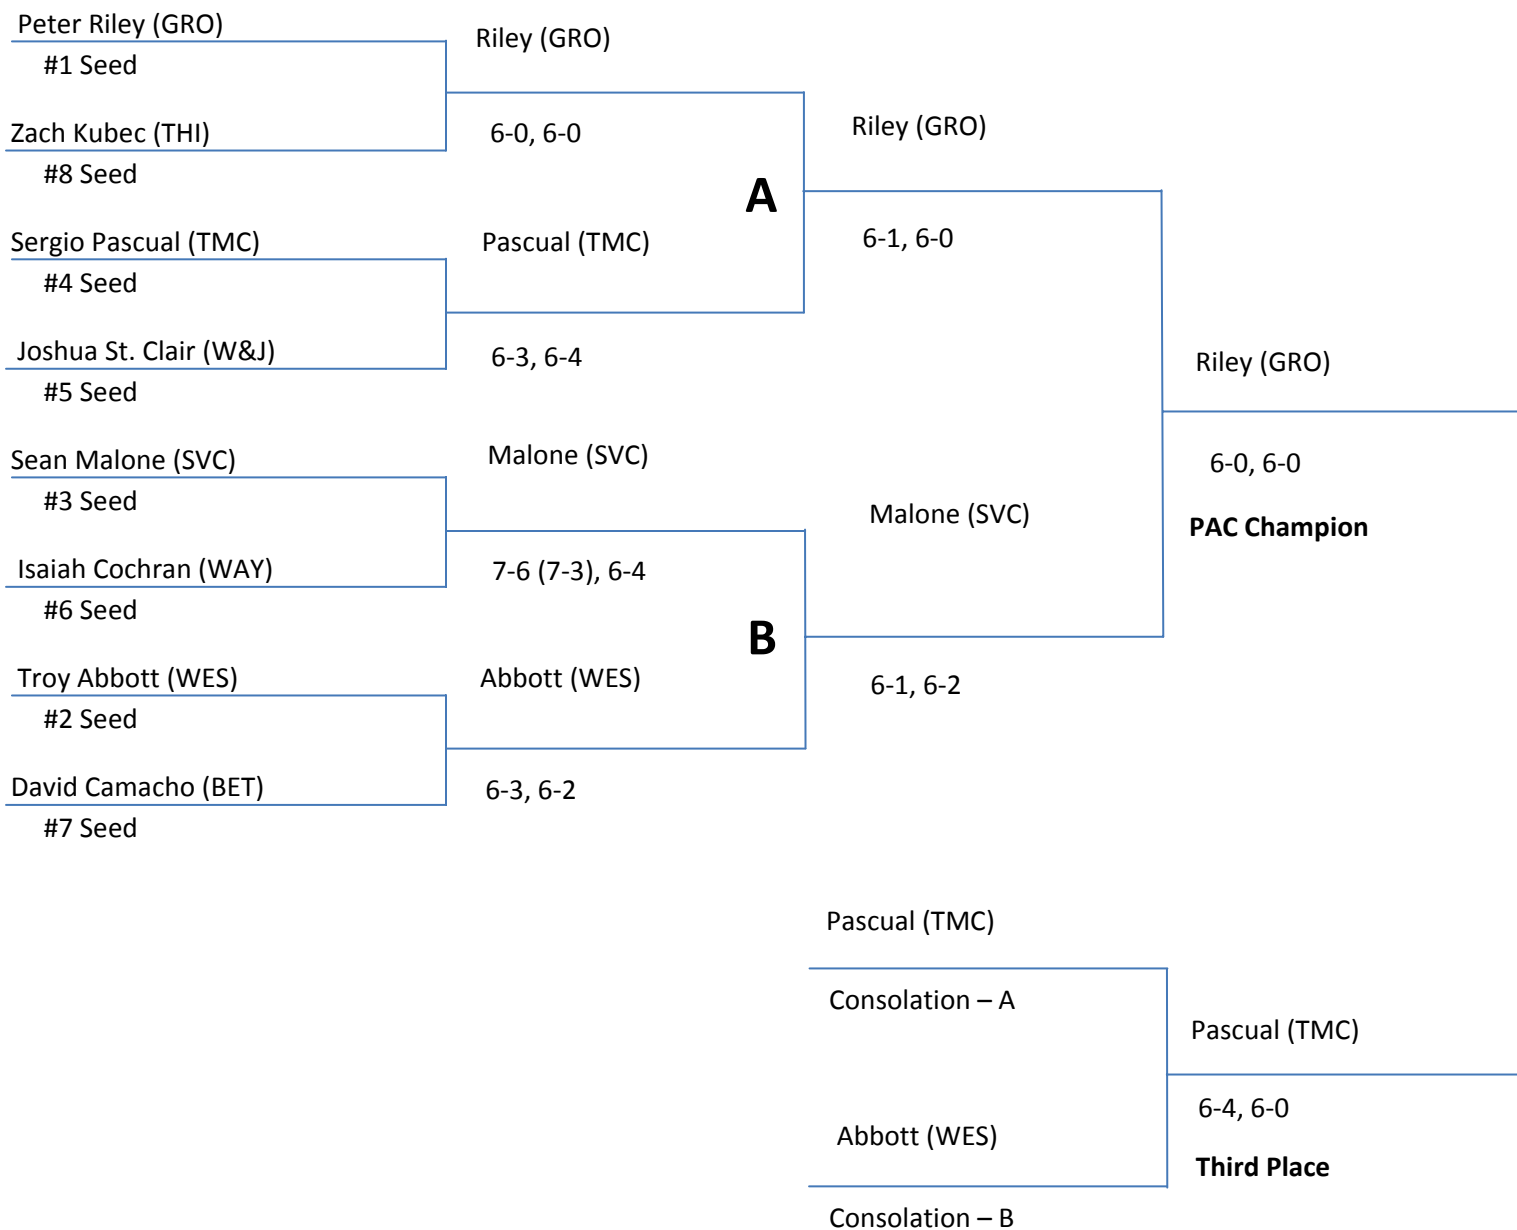 Peter Riley (GRO)
#1 Seed
Zach Kubec (THI)
#8 Seed
Sergio Pascual (TMC)
#4 Seed
Joshua St. Clair (W&J)
#5 Seed
Sean Malone (SVC)
#3 Seed
Isaiah Cochran (WAY)
#6 Seed
Troy Abbott (WES)
#2 Seed
David Camacho (BET)
#7 Seed
Riley (GRO)
6-0, 6-0
Pascual (TMC)
6-3, 6-4
Malone (SVC)
7-6 (7-3), 6-4
Abbott (WES)
6-3, 6-2
A
B
Riley (GRO)
6-1, 6-0
Malone (SVC)
6-1, 6-2
Riley (GRO)
6-0, 6-0
PAC Champion
Pascual (TMC)
Consolation – A
Abbott (WES)
Consolation – B
Pascual (TMC)
6-4, 6-0
Third Place